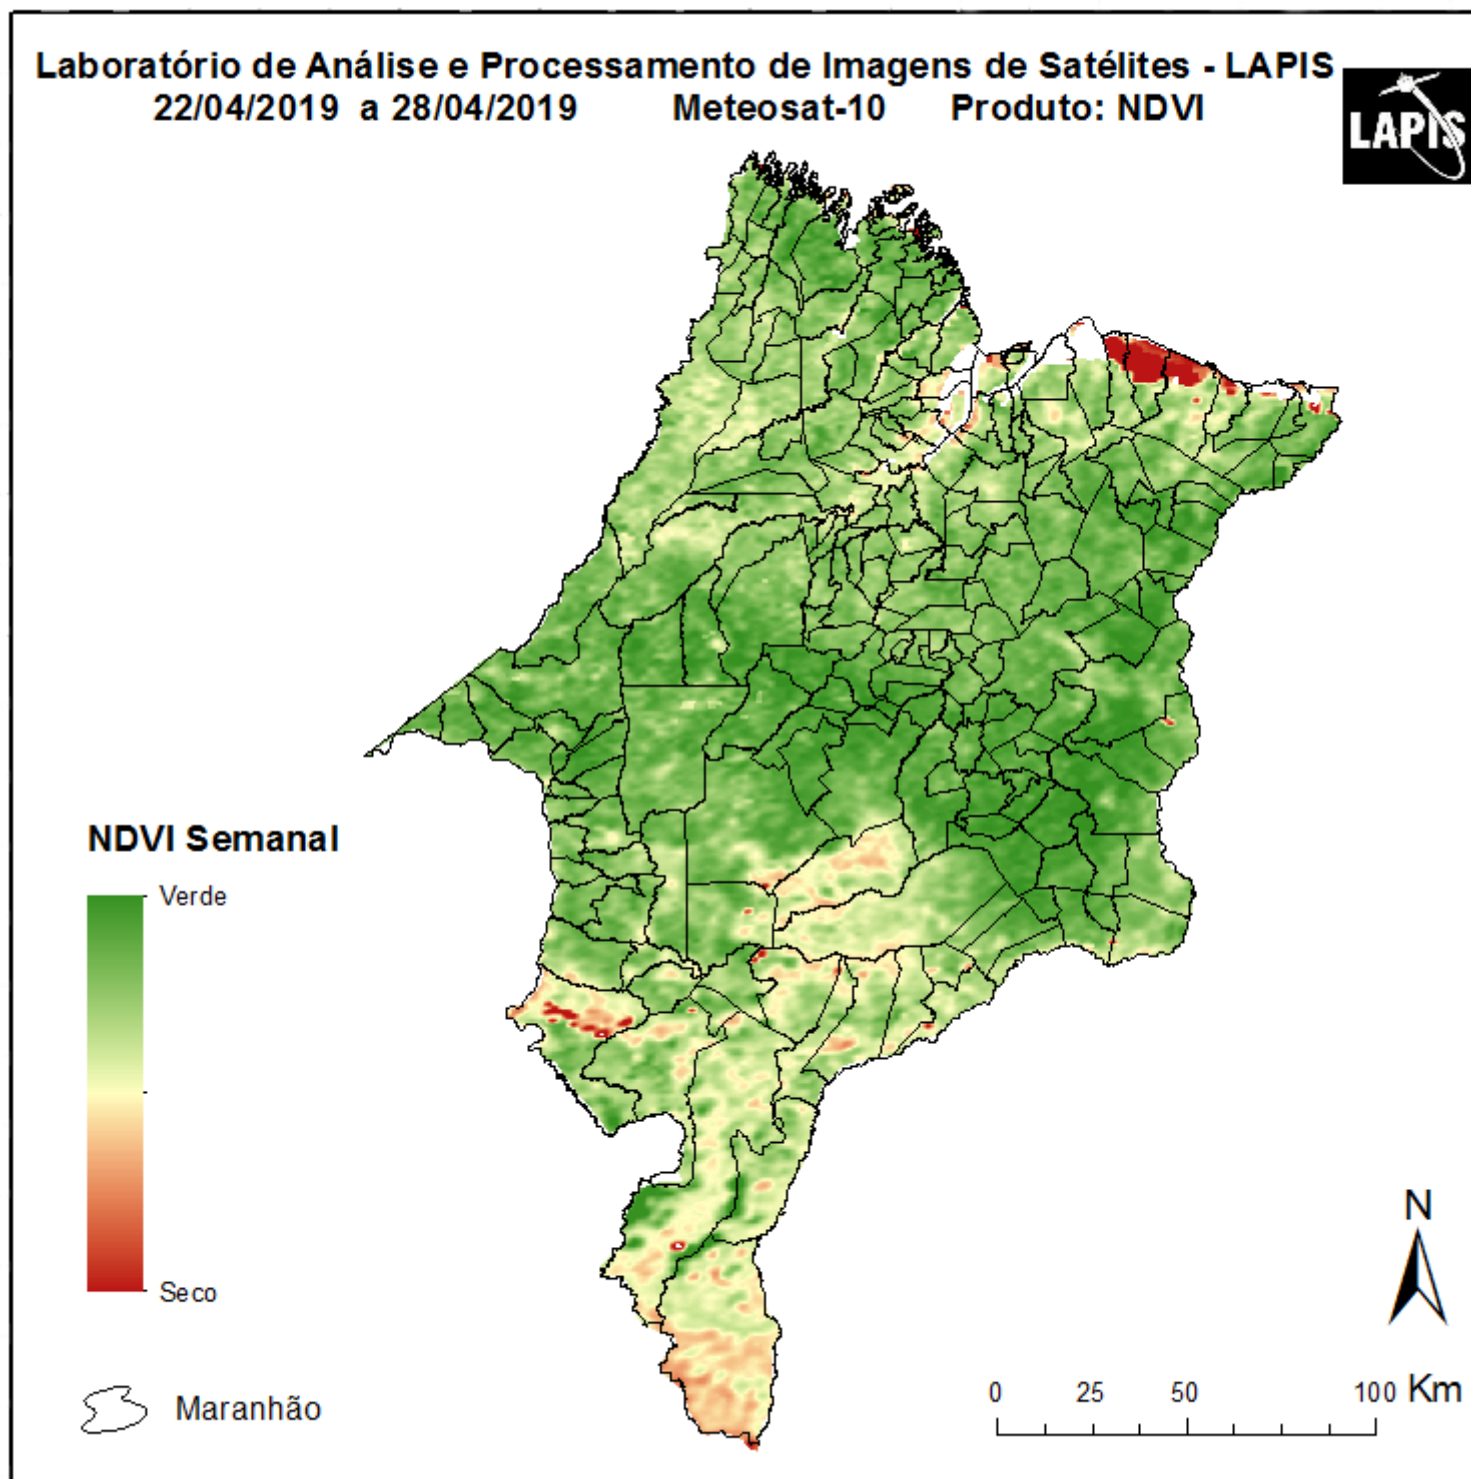 Laboratório de Análise e Processamento de Imagens de Satélites - LAPIS
22/04/2019 a 28/04/2019 Meteosat-10 Produto: NDVI
LAPIS
NDVI Semanal
Verde
Seco
Maranhão
N
0 25 50 100 Km